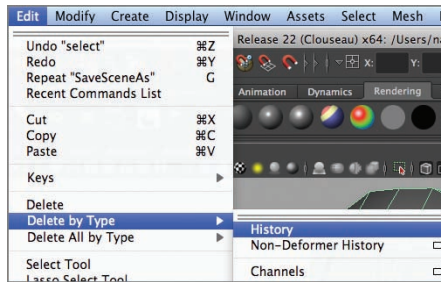 Edit Modify Create Display Window Assets Select Mesh
Release 22 (Clouseau) x64: /Users/n
Undo "select" ⌘Z
Redo ⌘Y
Repeat "SaveSceneAs" G
Recent Commands List
X: Y:
Animation Dynamics Rendering
Cut ⌘X
Copy ⌘C
Paste ⌘V
Keys
Delete
Delete by Type
Delete All by Type
History
Non-Deformer History
Channels
Select Tool
Lasso Select Tool